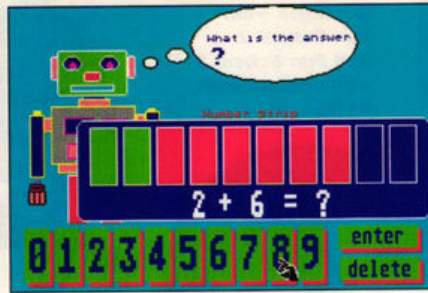 What is the answer
?
Number Strip
2 + 6 = ?
0 1 2 3 4 5 6 7 8 9
enter
delete